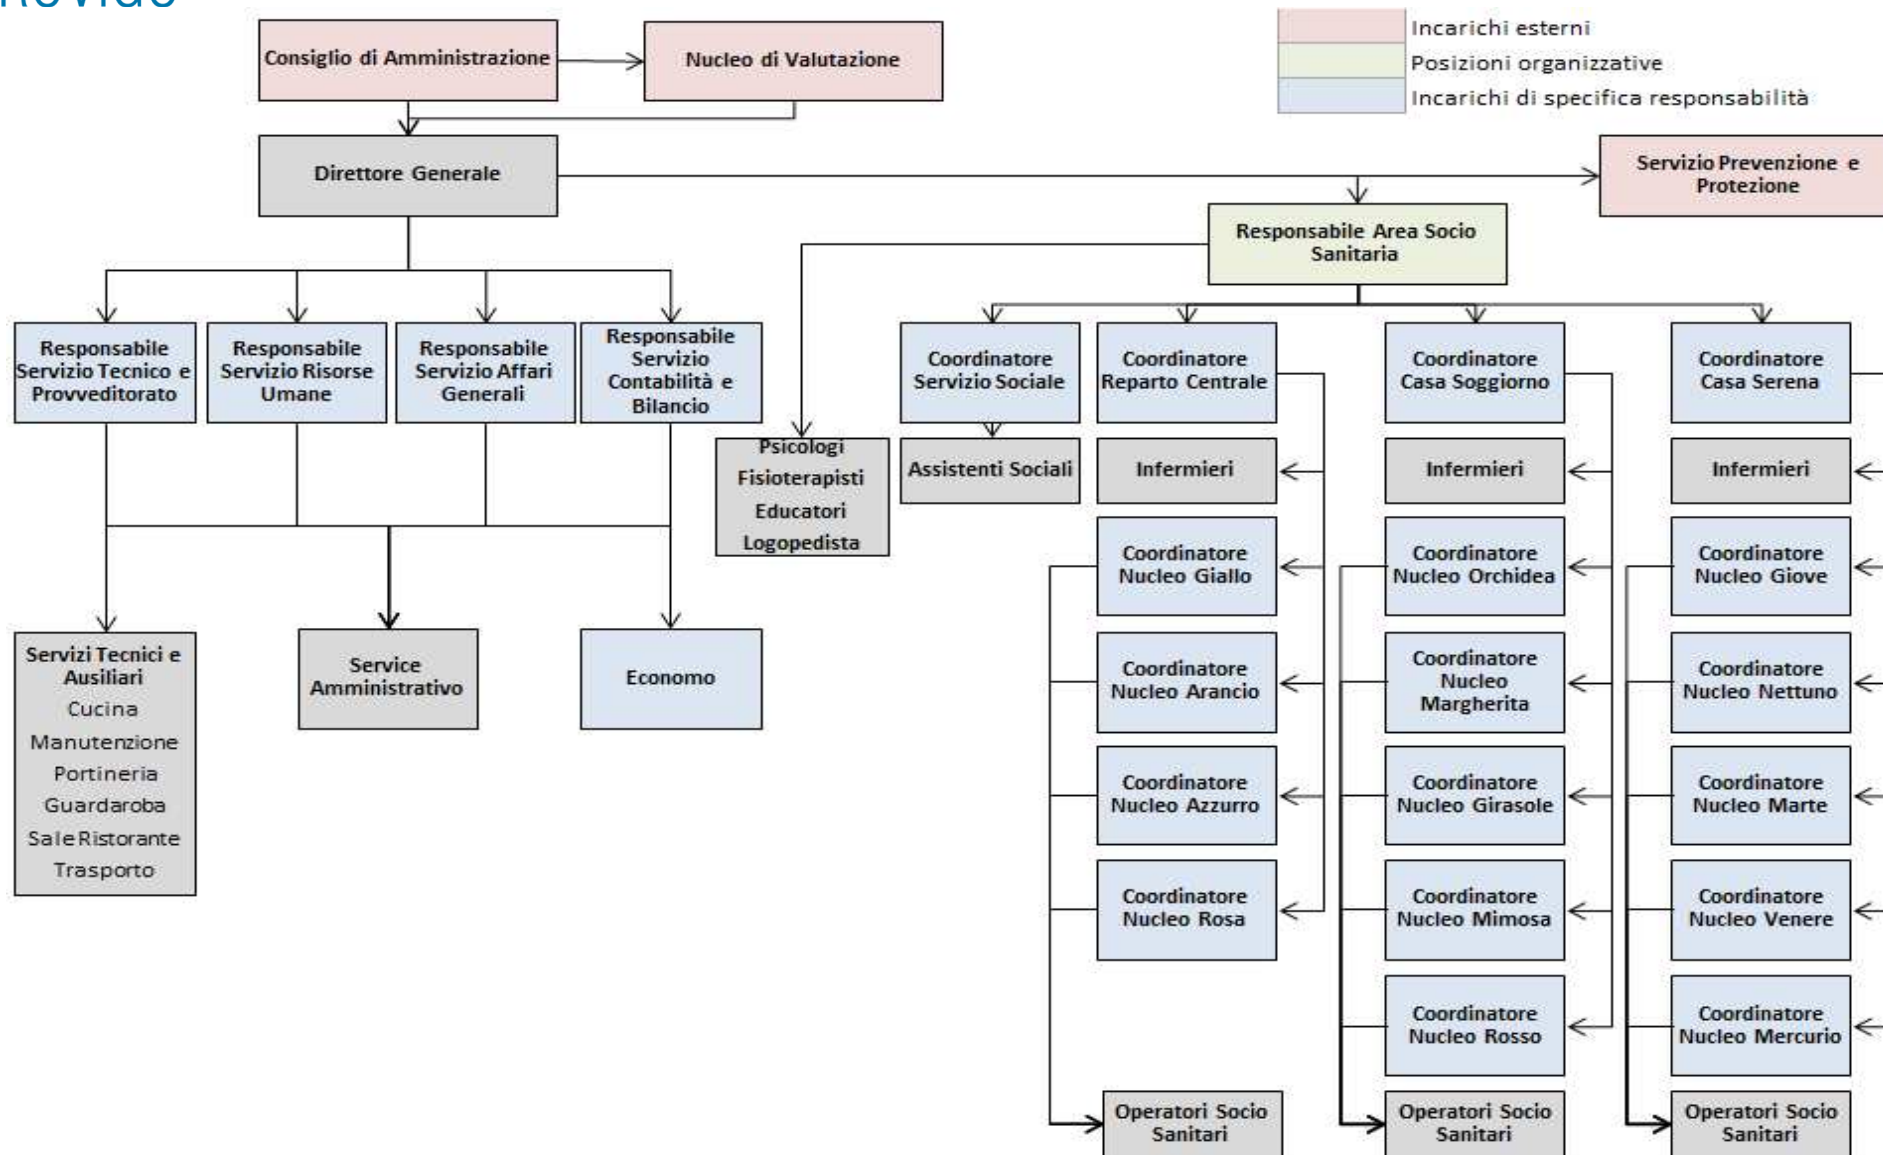 Consiglio di Amministrazione
Nucleo di Valutazione
Incarichi esterni
Posizioni organizzative
Incarichi di specifica responsabilità
Direttore Generale
Servizio Prevenzione e
Protezione
Responsabile Area Socio
Sanitaria
Responsabile
Servizio Tecnico e
Provveditorato
Responsabile
Servizio Risorse
Umane
Responsabile
Servizio Affari
Generali
Responsabile
Servizio
Contabilità e
Bilancio
Coordinatore
Servizio Sociale
Coordinatore
Reparto Centrale
Coordinatore
Casa Soggiorno
Coordinatore
Casa Serena
Psicologi
Fisioterapisti
Educatori
Logopedista
Assistenti Sociali
Infermieri
Infermieri
Infermieri
Coordinatore
Nucleo Giallo
Coordinatore
Nucleo Orchidea
Coordinatore
Nucleo Giove
Servizi Tecnici e
Ausiliari
Cucina
Manutenzione
Portineria
Guardaroba
Sale Ristorante
Trasporto
Service
Amministrativo
Economo
Coordinatore
Nucleo Arancio
Coordinatore
Nucleo
Margherita
Coordinatore
Nucleo Nettuno
Coordinatore
Nucleo Azzurro
Coordinatore
Nucleo Girasole
Coordinatore
Nucleo Marte
Coordinatore
Nucleo Rosa
Coordinatore
Nucleo Mimosa
Coordinatore
Nucleo Venere
Coordinatore
Nucleo Rosso
Coordinatore
Nucleo Mercurio
Operatori Socio
Sanitari
Operatori Socio
Sanitari
Operatori Socio
Sanitari